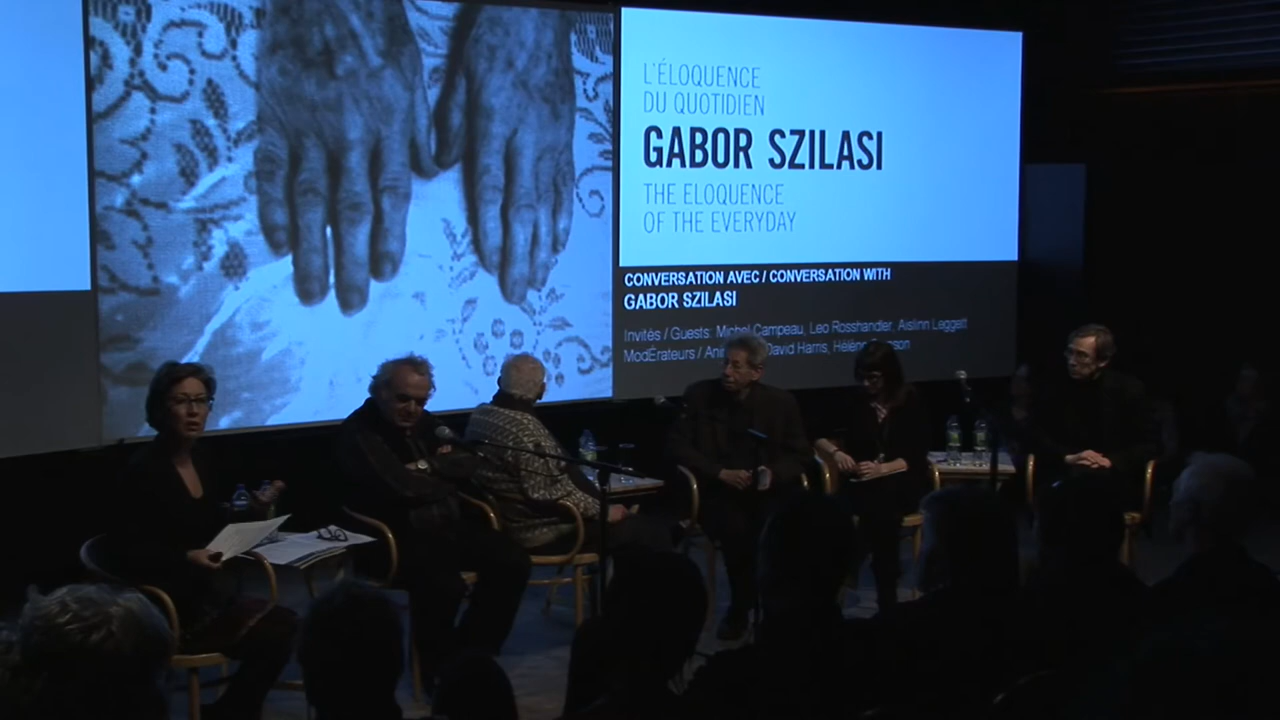 L'ÉLOQUENCE
DU QUOTIDIEN
GABOR SZILASI
THE ELOQUENCE
OF THE EVERYDAY
CONVERSATION AVEC / CONVERSATION WITH
GABOR SZILASI
Invités / Guests: Michel Campeau, Leo Rosshandler, Aislinn Leggett
ModÉrateurs / David Harris,